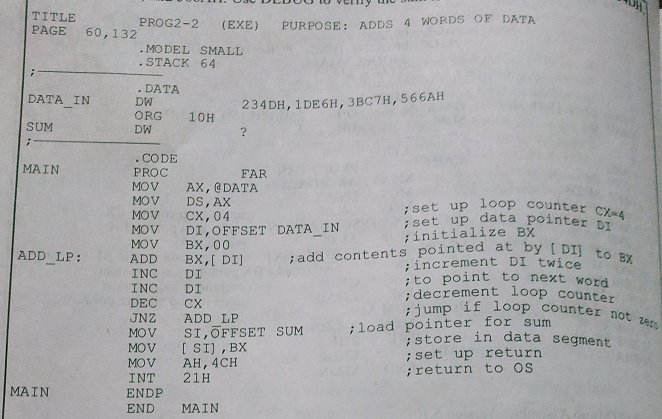 Use DEBUG to verify the sum
TITLE PROG2-2 (EXE) PURPOSE: ADDS 4 WORDS OF DATA
PAGE 60,132
.MODEL SMALL
.STACK 64
;
.DATA
DATA_IN DW 234DH,1DE6H,3BC7H,566AH
ORG 10H
SUM DW ?
;
.CODE
MAIN PROC FAR
MOV AX,@DATA
MOV DS,AX
MOV CX,04 ;set up loop counter CX=4
MOV DI,OFFSET DATA_IN ;set up data pointer DI
MOV BX,00 ;initialize BX
ADD_LP: ADD BX,[DI] ;add contents pointed at by [DI] to BX
INC DI ;increment DI twice
INC DI ;to point to next word
DEC CX ;decrement loop counter
JNZ ADD_LP ;jump if loop counter not zero
MOV SI,OFFSET SUM ;load pointer for sum
MOV [SI],BX ;store in data segment
MOV AH,4CH ;set up return
INT 21H ;return to OS
MAIN ENDP
END MAIN